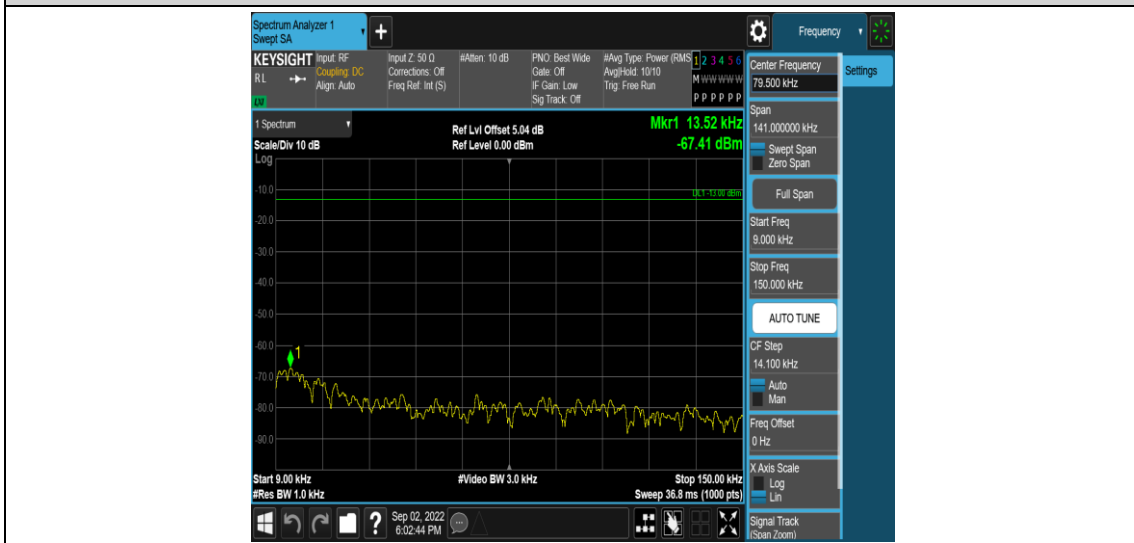 Spectrum Analyzer 1
Swept SA
+
Frequency
KEYSIGHT
RL
LXI
Input: RF
Coupling: DC
Align: Auto
Input Z: 50 Ω
Corrections: Off
Freq Ref: Int (S)
#Atten: 10 dB
PNO: Best Wide
Gate: Off
IF Gain: Low
Sig Track: Off
#Avg Type: Power (RMS
Avg|Hold: 10/10
Trig: Free Run
1 2 3 4 5 6
M W W W W W
P P P P P P
1 Spectrum
Scale/Div 10 dB
Log
Ref Lvl Offset 5.04 dB
Ref Level 0.00 dBm
Mkr1 13.52 kHz
-67.41 dBm
DL1 -13.00 dBm
-10.0
-20.0
-30.0
-40.0
-50.0
-60.0
1
-70.0
-80.0
-90.0
Start 9.00 kHz
#Res BW 1.0 kHz
#Video BW 3.0 kHz
Stop 150.00 kHz
Sweep 36.8 ms (1000 pts)
Center Frequency
79.500 kHz
Settings
Span
141.000000 kHz
Swept Span
Zero Span
Full Span
Start Freq
9.000 kHz
Stop Freq
150.000 kHz
AUTO TUNE
CF Step
14.100 kHz
Auto
Man
Freq Offset
0 Hz
X Axis Scale
Log
Lin
Signal Track
(Span Zoom)
?
Sep 02, 2022
6:02:44 PM